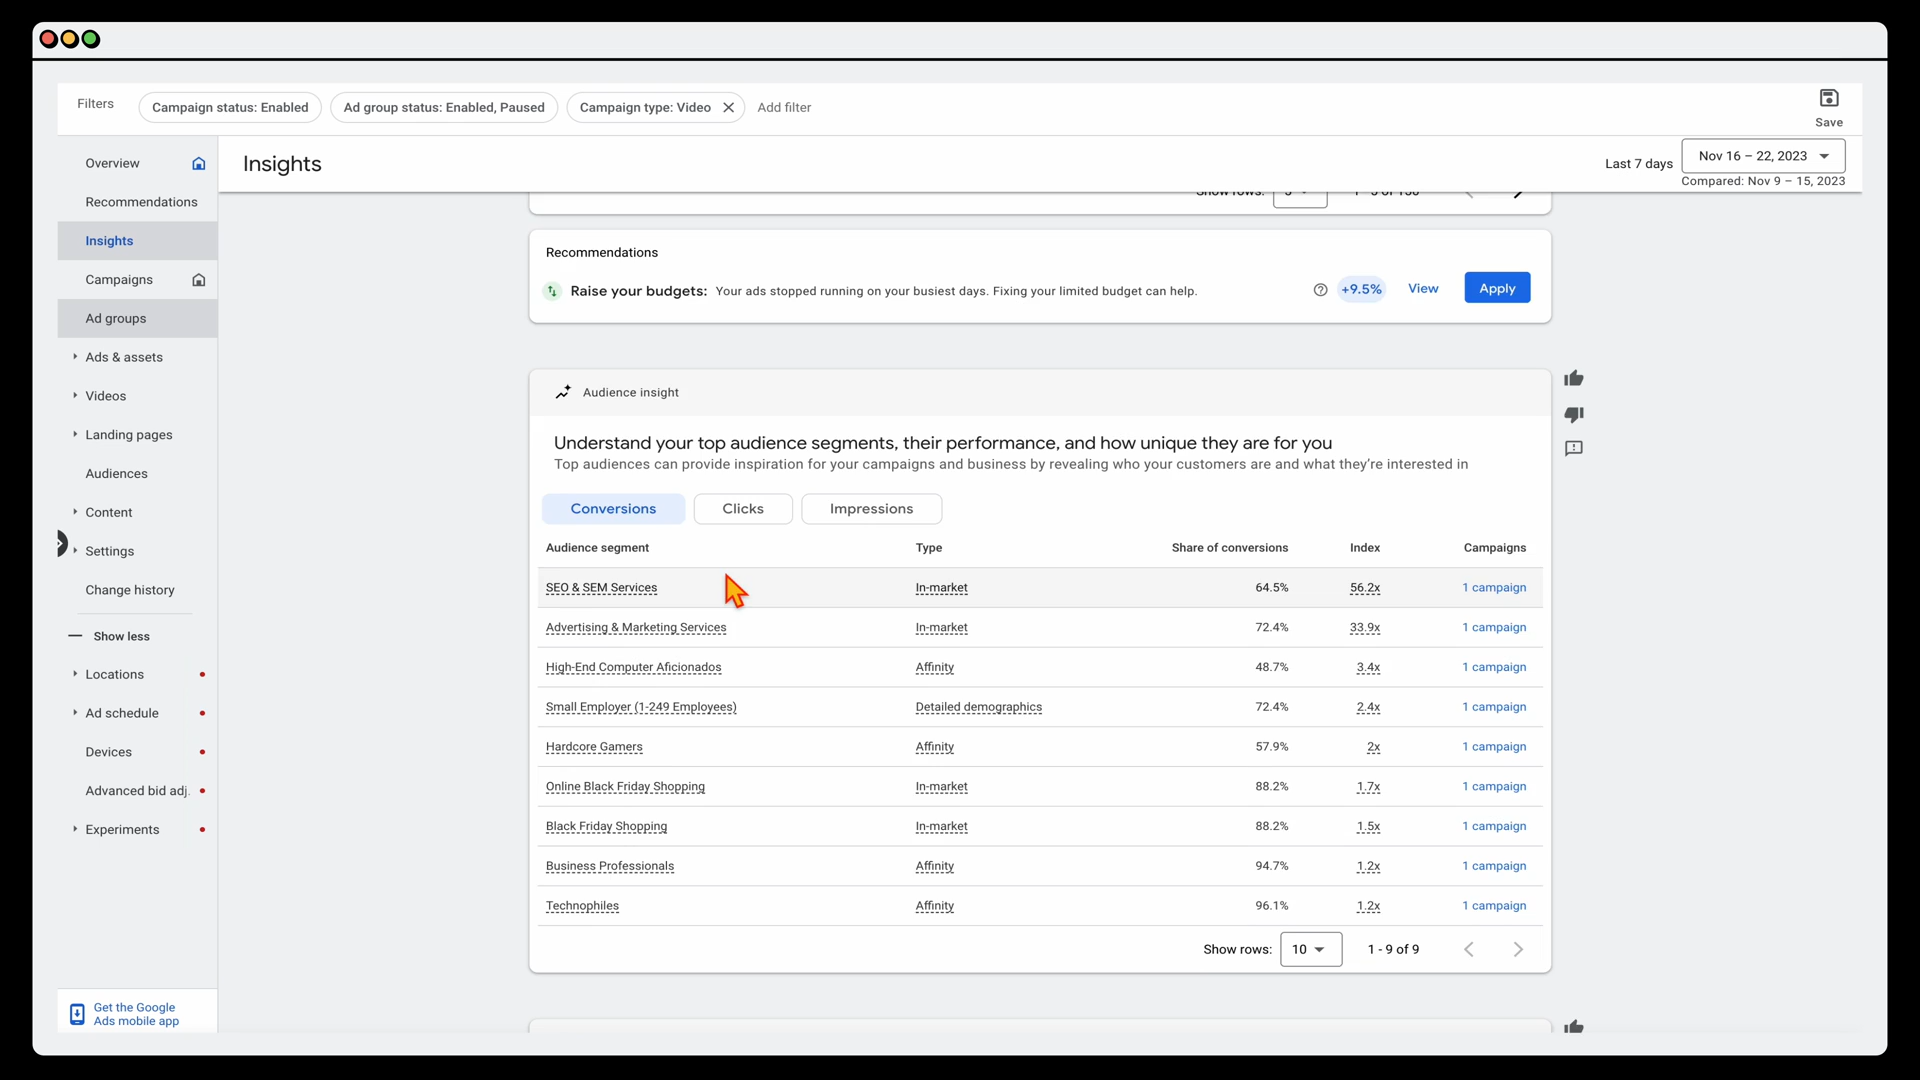 Filters
Campaign status: Enabled
Ad group status: Enabled, Paused
Campaign type: Video
Add filter
Save
Overview
Recommendations
Insights
Campaigns
Ad groups
Ads & assets
Videos
Landing pages
Audiences
Content
Settings
Change history
Show less
Locations
Ad schedule
Devices
Advanced bid adj.
Experiments
Get the Google
Ads mobile app
Insights
Last 7 days
Nov 16 – 22, 2023
Compared: Nov 9 – 15, 2023
Show rows:
Recommendations
Raise your budgets: Your ads stopped running on your busiest days. Fixing your limited budget can help.
+9.5%
View
Apply
Audience insight
Understand your top audience segments, their performance, and how unique they are for you
Top audiences can provide inspiration for your campaigns and business by revealing who your customers are and what they're interested in
Conversions
Clicks
Impressions
Audience segment Type Share of conversions Index Campaigns
SEO & SEM Services In-market 64.5% 56.2x 1 campaign
Advertising & Marketing Services In-market 72.4% 33.9x 1 campaign
High-End Computer Aficionados Affinity 48.7% 3.4x 1 campaign
Small Employer (1-249 Employees) Detailed demographics 72.4% 2.4x 1 campaign
Hardcore Gamers Affinity 57.9% 2x 1 campaign
Online Black Friday Shopping In-market 88.2% 1.7x 1 campaign
Black Friday Shopping In-market 88.2% 1.5x 1 campaign
Business Professionals Affinity 94.7% 1.2x 1 campaign
Technophiles Affinity 96.1% 1.2x 1 campaign
Show rows: 10 1 - 9 of 9